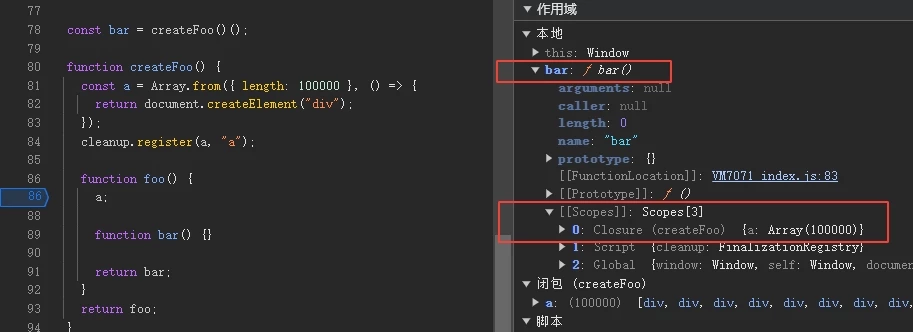 77
78 const bar = createFoo()();
79
80 function createFoo() {
81 const a = Array.from({ length: 100000 }, () => {
82 return document.createElement("div");
83 });
84 cleanup.register(a, "a");
85
86 function foo() {
86 a;
88
89 function bar() {}
90
91 return bar;
92 }
93 return foo;
94 }
▼ 作用域
▼ 本地
▶ this: Window
▼ bar: ƒ bar()
arguments: null
caller: null
length: 0
name: "bar"
▶ prototype: {}
[[FunctionLocation]]: VM7071 index.js:83
▶ [[Prototype]]: ƒ ()
▼ [[Scopes]]: Scopes[3]
▶ 0: Closure (createFoo) {a: Array(100000)}
▶ 1: Script {cleanup: FinalizationRegistry}
▶ 2: Global {window: Window, self: Window, docume
▼ 闭包 (createFoo)
▶ a: (100000) [div, div, div, div, div, div, div, div
▼ 脚本